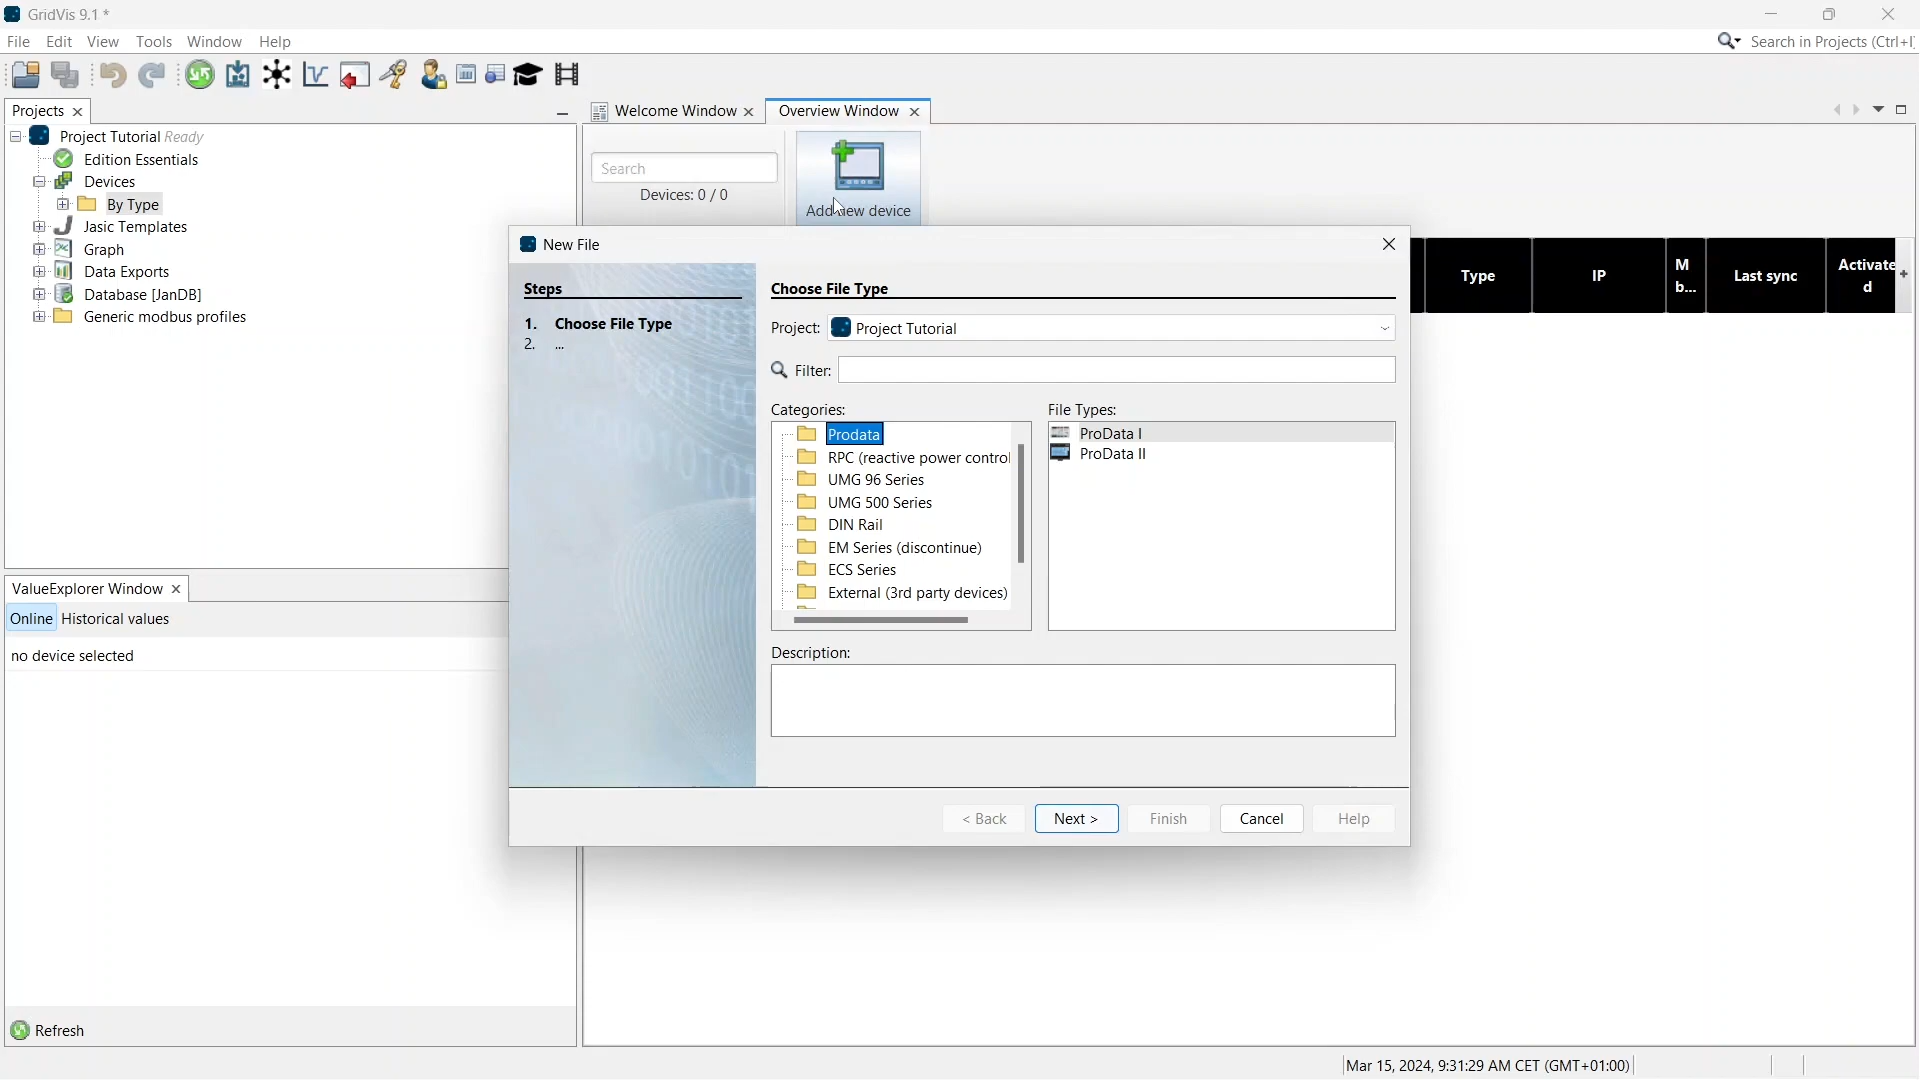 GridVis 9.1 *
File Edit View Tools Window Help
Search in Projects (Ctrl+I
Projects
Welcome Window
Overview Window
Project Tutorial Ready
Edition Essentials
Devices
By Type
Jasic Templates
Graph
Data Exports
Database [JanDB]
Generic modbus profiles
Search
Devices: 0 / 0
Type
IP
M
b...
Last sync
Activate
d
New File
Steps
1. Choose File Type
2. ...
Choose File Type
Project: Project Tutorial
Filter:
Categories:
Prodata
RPC (reactive power control
UMG 96 Series
UMG 500 Series
DIN Rail
EM Series (discontinue)
ECS Series
External (3rd party devices)
File Types:
ProData I
ProData II
Description:
< Back
Next >
Finish
Cancel
Help
ValueExplorer Window
Online Historical values
no device selected
Refresh
Mar 15, 2024, 9:31:29 AM CET (GMT+01:00)